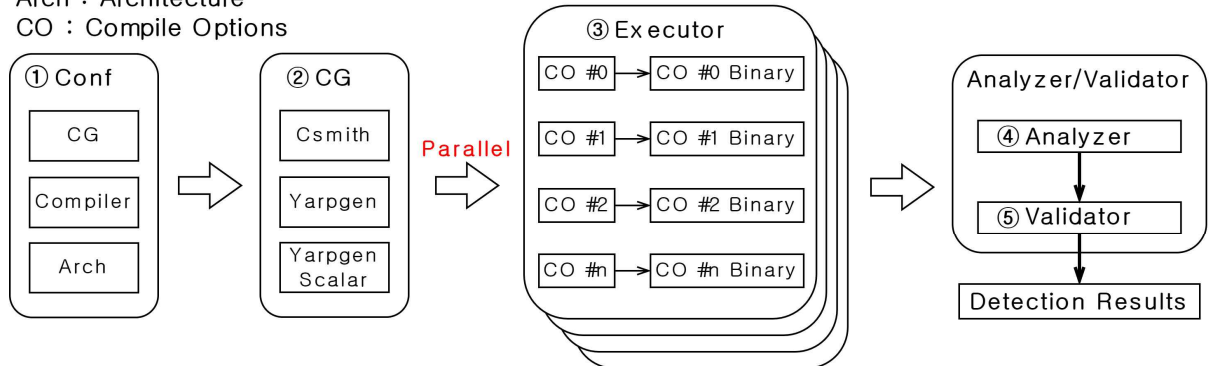 Arch : Architecture
CO : Compile Options
① Conf
CG
Compiler
Arch
② CG
Csmith
Yarpgen
Yarpgen
Scalar
Parallel
③ Executor
CO #0
CO #0 Binary
CO #1
CO #1 Binary
CO #2
CO #2 Binary
CO #n
CO #n Binary
Analyzer/Validator
④ Analyzer
⑤ Validator
Detection Results